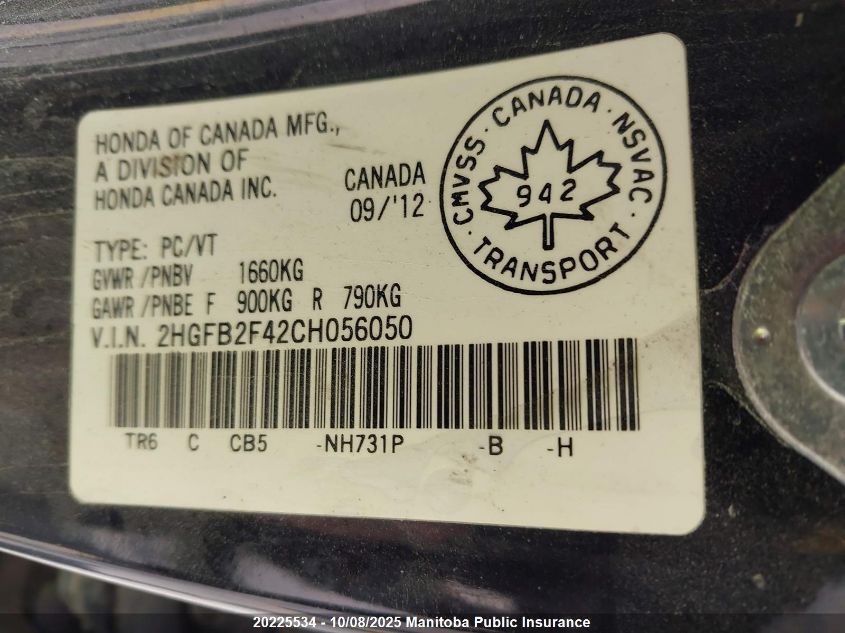 HONDA OF CANADA MFG.,
A DIVISION OF
HONDA CANADA INC.
CANADA
09/'12
CMVSS · CANADA · NSVAC · TRANSPORT ·
942
TYPE: PC/VT
GVWR /PNBV 1660KG
GAWR /PNBE F 900KG R 790KG
V.I.N. 2HGFB2F42CH056050
TR6 C CB5 -NH731P -B -H
20225534 - 10/08/2025 Manitoba Public Insurance